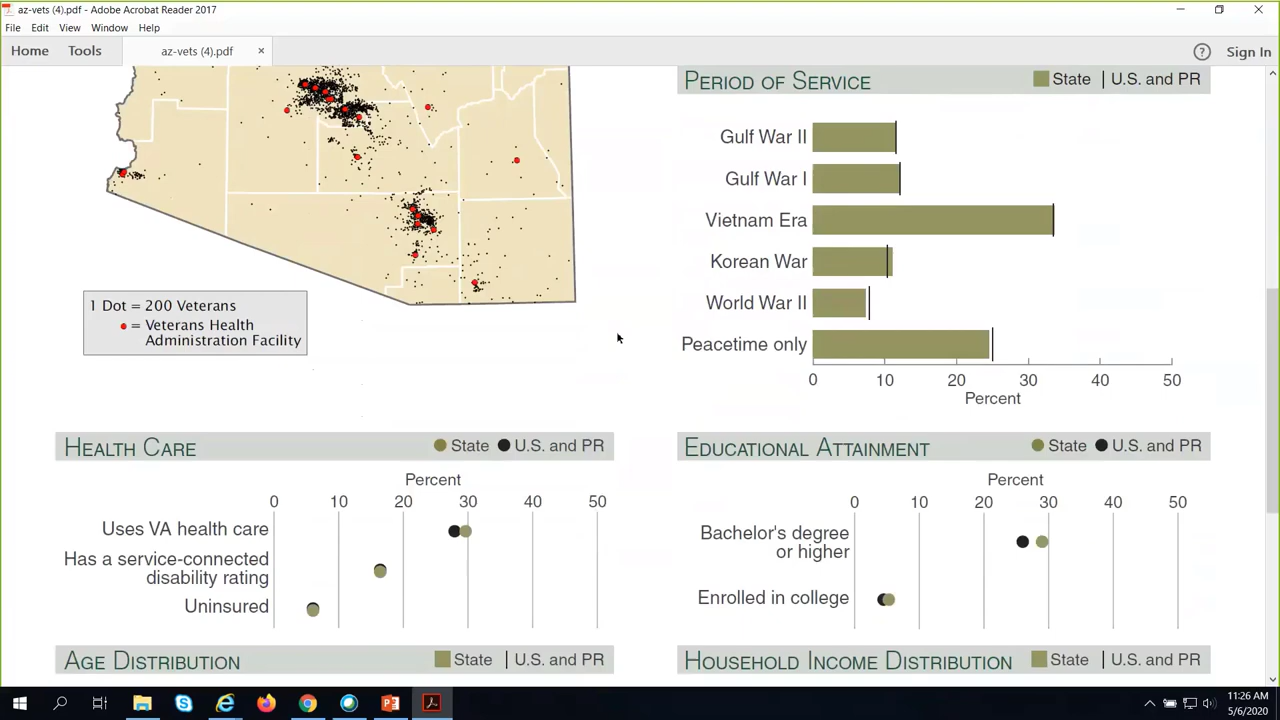 az-vets (4).pdf - Adobe Acrobat Reader 2017
File Edit View Window Help
Home Tools az-vets (4).pdf × ? Sign In
1 Dot = 200 Veterans
= Veterans Health
Administration Facility
PERIOD OF SERVICE State | U.S. and PR
Gulf War II
Gulf War I
Vietnam Era
Korean War
World War II
Peacetime only
0 10 20 30 40 50
Percent
HEALTH CARE State U.S. and PR
Percent
0 10 20 30 40 50
Uses VA health care
Has a service-connected
disability rating
Uninsured
EDUCATIONAL ATTAINMENT State U.S. and PR
Percent
0 10 20 30 40 50
Bachelor's degree
or higher
Enrolled in college
AGE DISTRIBUTION State | U.S. and PR
HOUSEHOLD INCOME DISTRIBUTION State | U.S. and PR
11:26 AM
5/6/2020